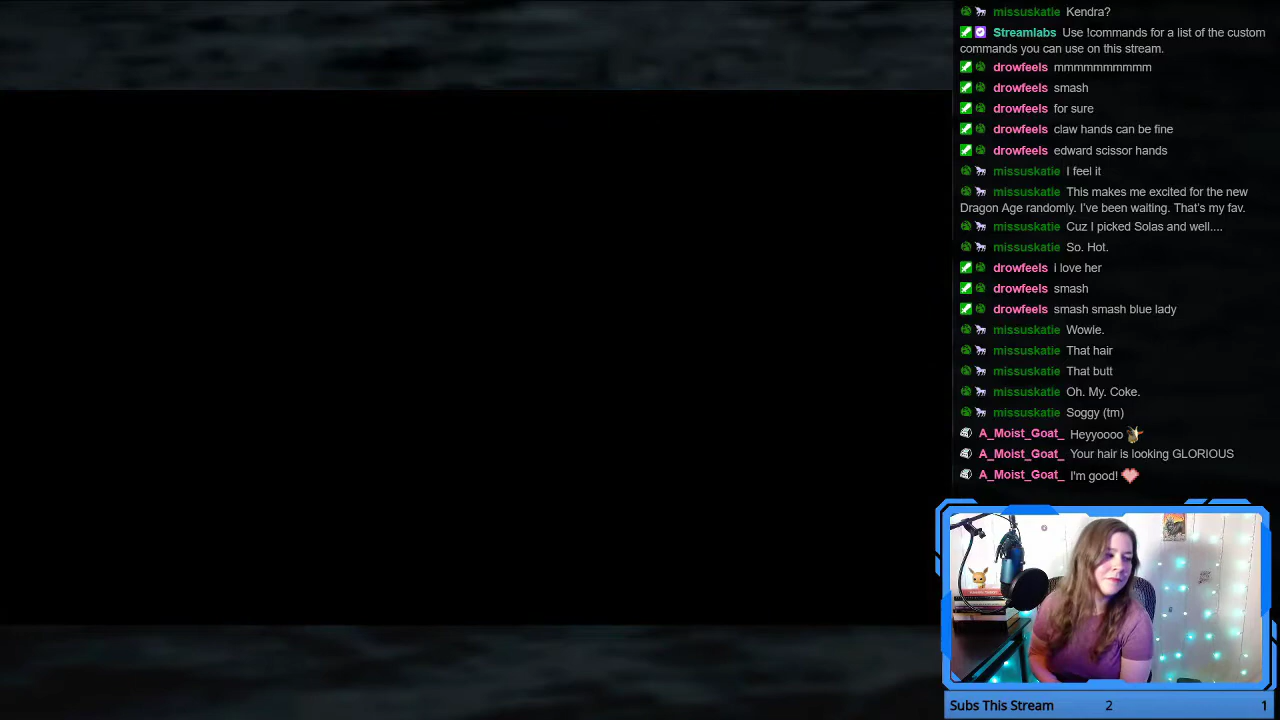 missuskatie Kendra?
Streamlabs Use !commands for a list of the custom
commands you can use on this stream.
drowfeels mmmmmmmmmm
drowfeels smash
drowfeels for sure
drowfeels claw hands can be fine
drowfeels edward scissor hands
missuskatie I feel it
missuskatie This makes me excited for the new
Dragon Age randomly. I've been waiting. That's my fav.
missuskatie Cuz I picked Solas and well....
missuskatie So. Hot.
drowfeels i love her
drowfeels smash
drowfeels smash smash blue lady
missuskatie Wowie.
missuskatie That hair
missuskatie That butt
missuskatie Oh. My. Coke.
missuskatie Soggy (tm)
A_Moist_Goat_ Heyyoooo
A_Moist_Goat_ Your hair is looking GLORIOUS
A_Moist_Goat_ I'm good!
Subs This Stream 2 1